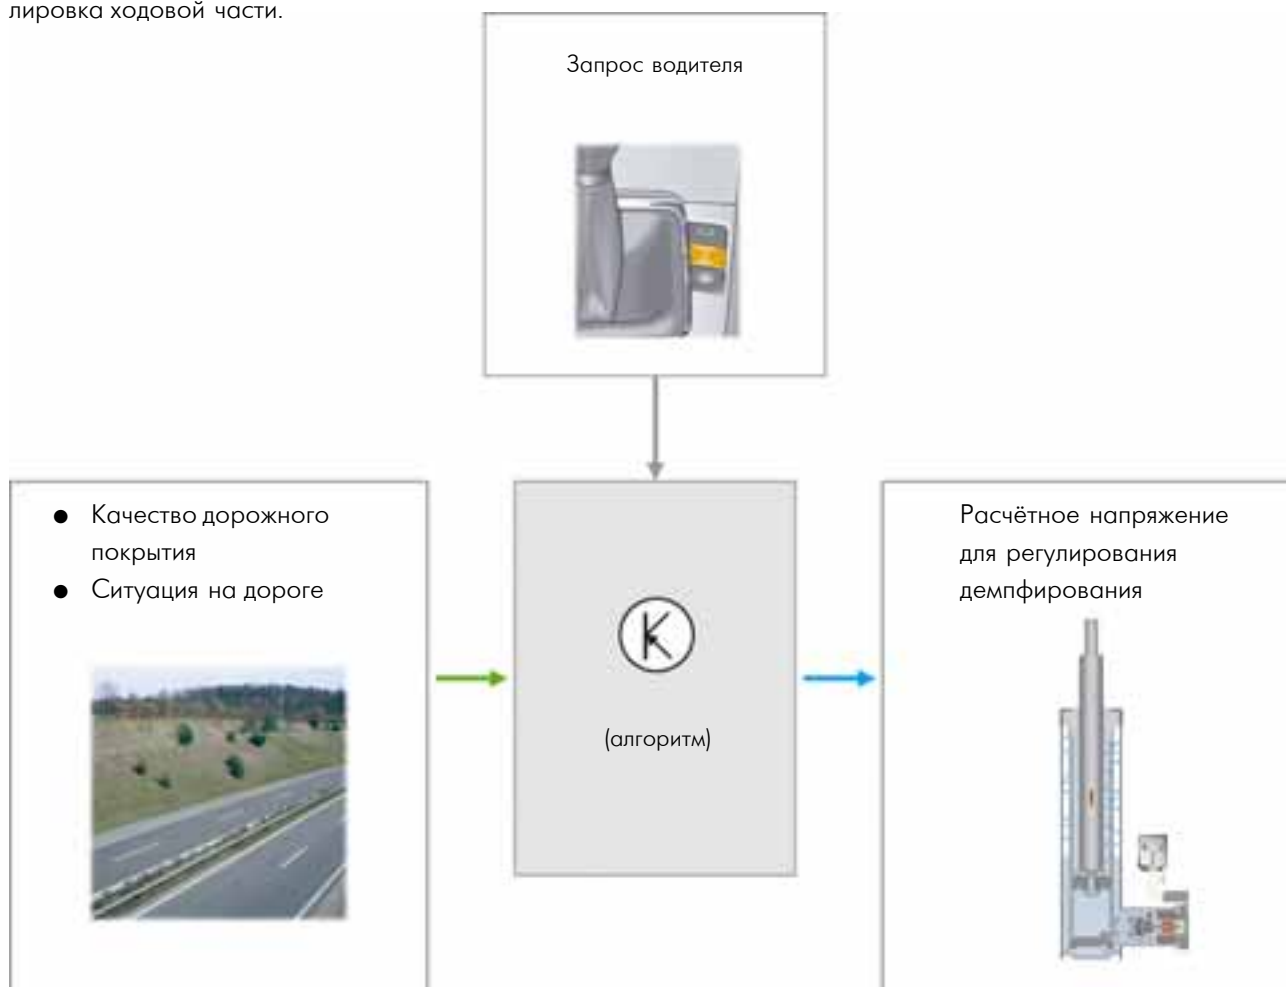 лировка ходовой части.
Запрос водителя
● Качество дорожного
покрытия
● Ситуация на дороге
(алгоритм)
Расчётное напряжение
для регулирования
демпфирования